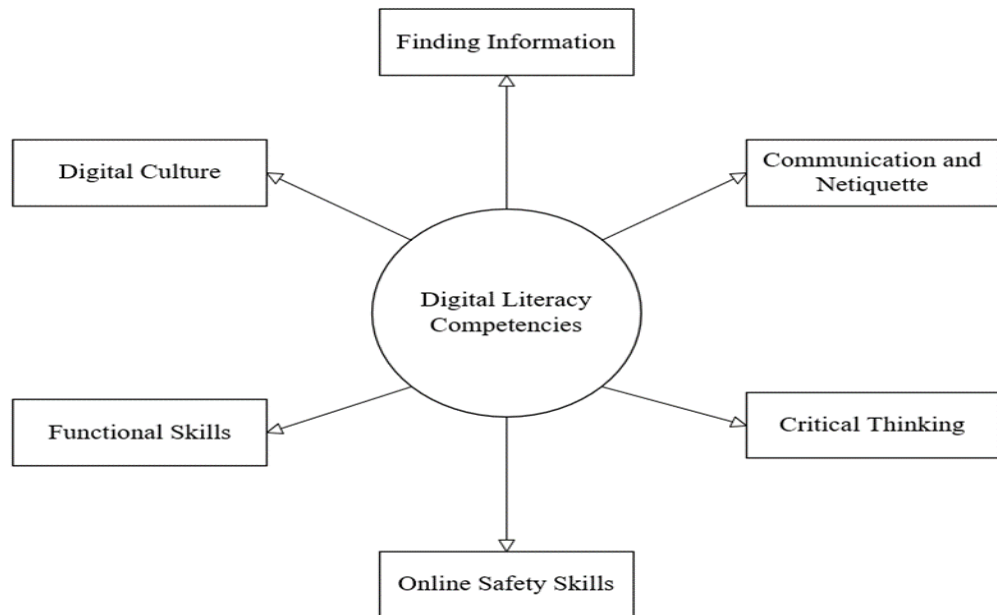 Finding Information
Digital Culture
Communication and
Netiquette
Digital Literacy
Competencies
Functional Skills
Critical Thinking
Online Safety Skills